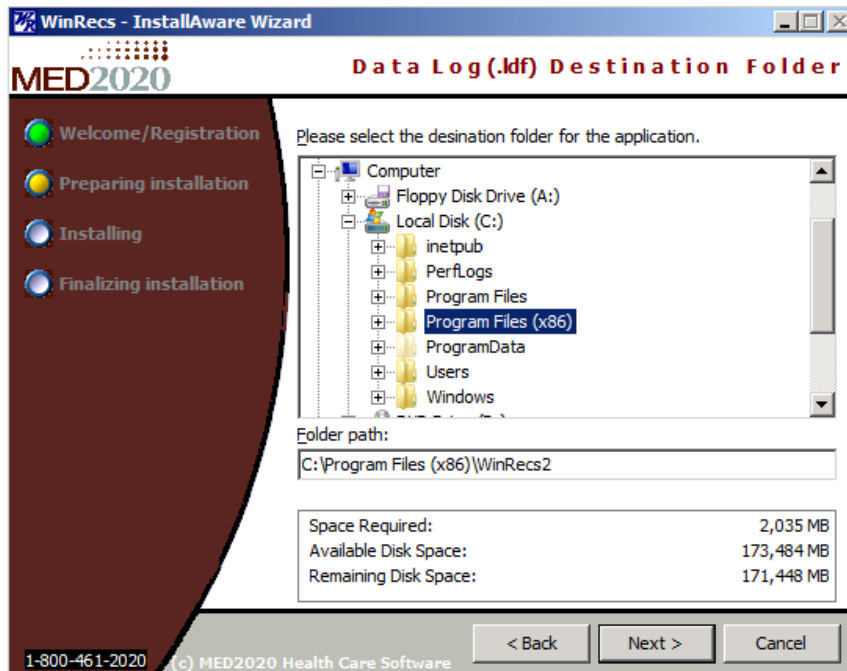 WinRecs - InstallAware Wizard
MED2020
Data Log(.ldf) Destination Folder
Welcome/Registration
Preparing installation
Installing
Finalizing installation
Please select the desination folder for the application.
Computer
Floppy Disk Drive (A:)
Local Disk (C:)
inetpub
PerfLogs
Program Files
Program Files (x86)
ProgramData
Users
Windows
Folder path:
C:\Program Files (x86)\WinRecs2
Space Required: 2,035 MB
Available Disk Space: 173,484 MB
Remaining Disk Space: 171,448 MB
< Back Next > Cancel
1-800-461-2020 (c) MED2020 Health Care Software